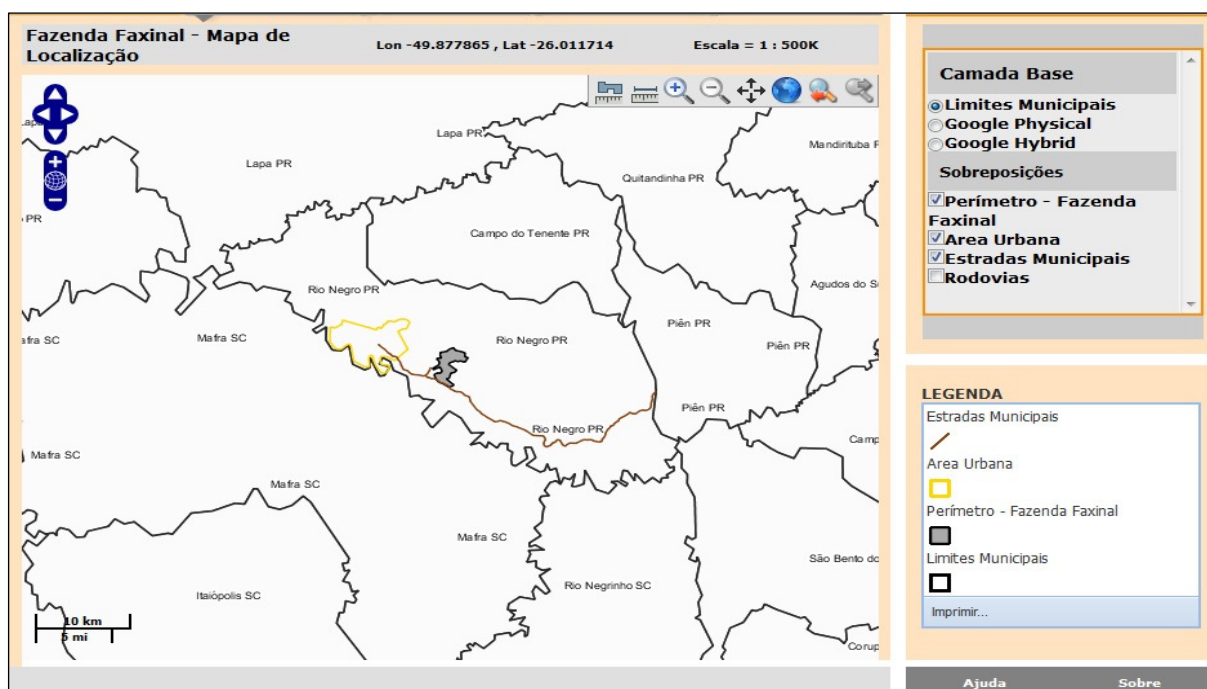 Fazenda Faxinal - Mapa de
Localização
Lon -49.877865 , Lat -26.011714
Escala = 1 : 500K
Lapa PR
Lapa PR
Mandirituba
Quitandinha PR
PR
Campo do Tenente PR
Rio Negro PR
Agudos do
Mafra SC
Rio Negro PR
Piên PR
Piên PR
Piên PR
Rio Negro PR
Mafra SC
Mafra SC
Mafra SC
São Bento do
Rio Negrinho SC
Itaiópolis SC
10 km
5 mi
Camada Base
Limites Municipais
Google Physical
Google Hybrid
Sobreposições
Perímetro - Fazenda
Faxinal
Area Urbana
Estradas Municipais
Rodovias
LEGENDA
Estradas Municipais
Area Urbana
Perímetro - Fazenda Faxinal
Limites Municipais
Imprimir...
Ajuda
Sobre